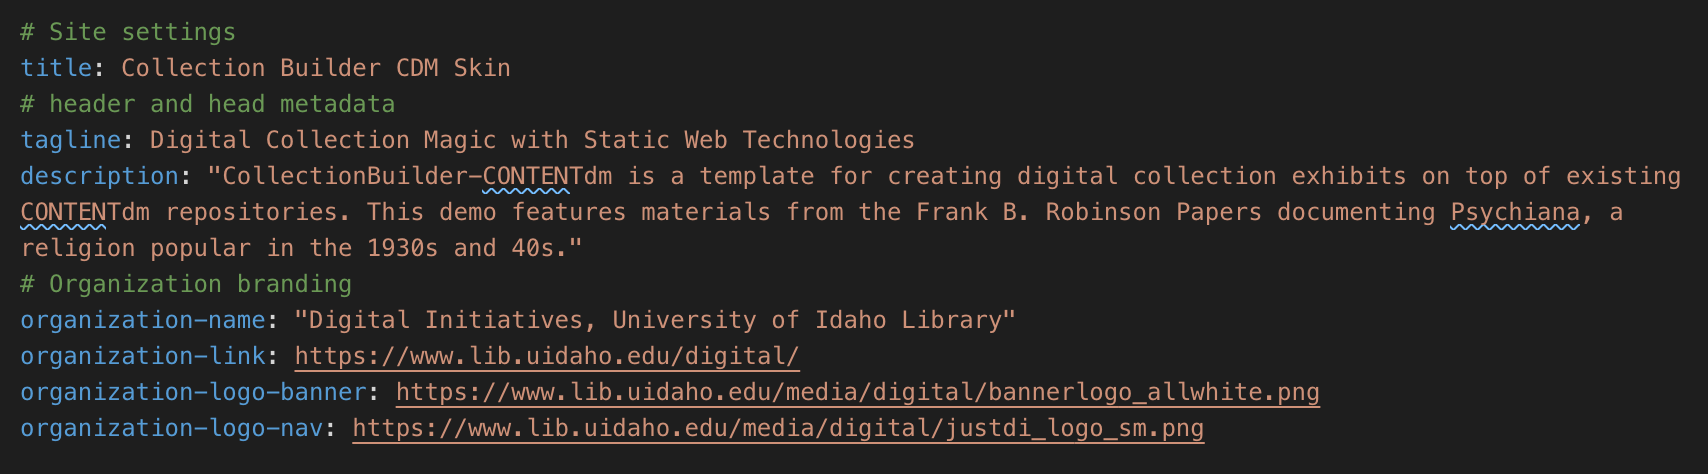 # Site settings
title: Collection Builder CDM Skin
# header and head metadata
tagline: Digital Collection Magic with Static Web Technologies
description: "CollectionBuilder-CONTENTdm is a template for creating digital collection exhibits on top of existing
CONTENTdm repositories. This demo features materials from the Frank B. Robinson Papers documenting Psychiana, a
religion popular in the 1930s and 40s."
# Organization branding
organization-name: "Digital Initiatives, University of Idaho Library"
organization-link: https://www.lib.uidaho.edu/digital/
organization-logo-banner: https://www.lib.uidaho.edu/media/digital/bannerlogo_allwhite.png
organization-logo-nav: https://www.lib.uidaho.edu/media/digital/justdi_logo_sm.png